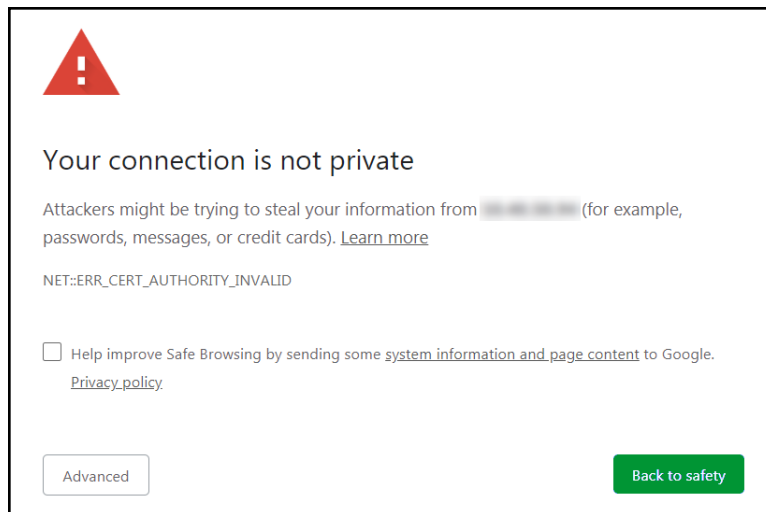 Your connection is not private
Attackers might be trying to steal your information from (for example,
passwords, messages, or credit cards). Learn more
NET::ERR_CERT_AUTHORITY_INVALID
Help improve Safe Browsing by sending some system information and page content to Google.
Privacy policy
Advanced
Back to safety